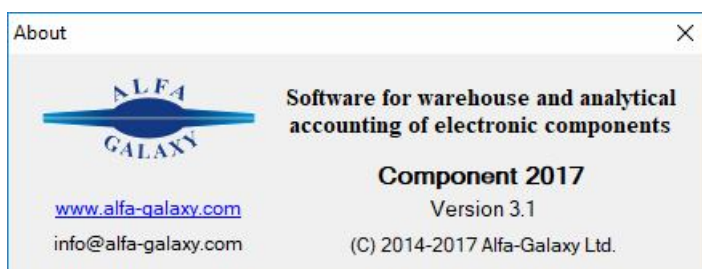 About
ALFA
GALAXY
Software for warehouse and analytical
accounting of electronic components
Component 2017
www.alfa-galaxy.com
Version 3.1
info@alfa-galaxy.com
(C) 2014-2017 Alfa-Galaxy Ltd.